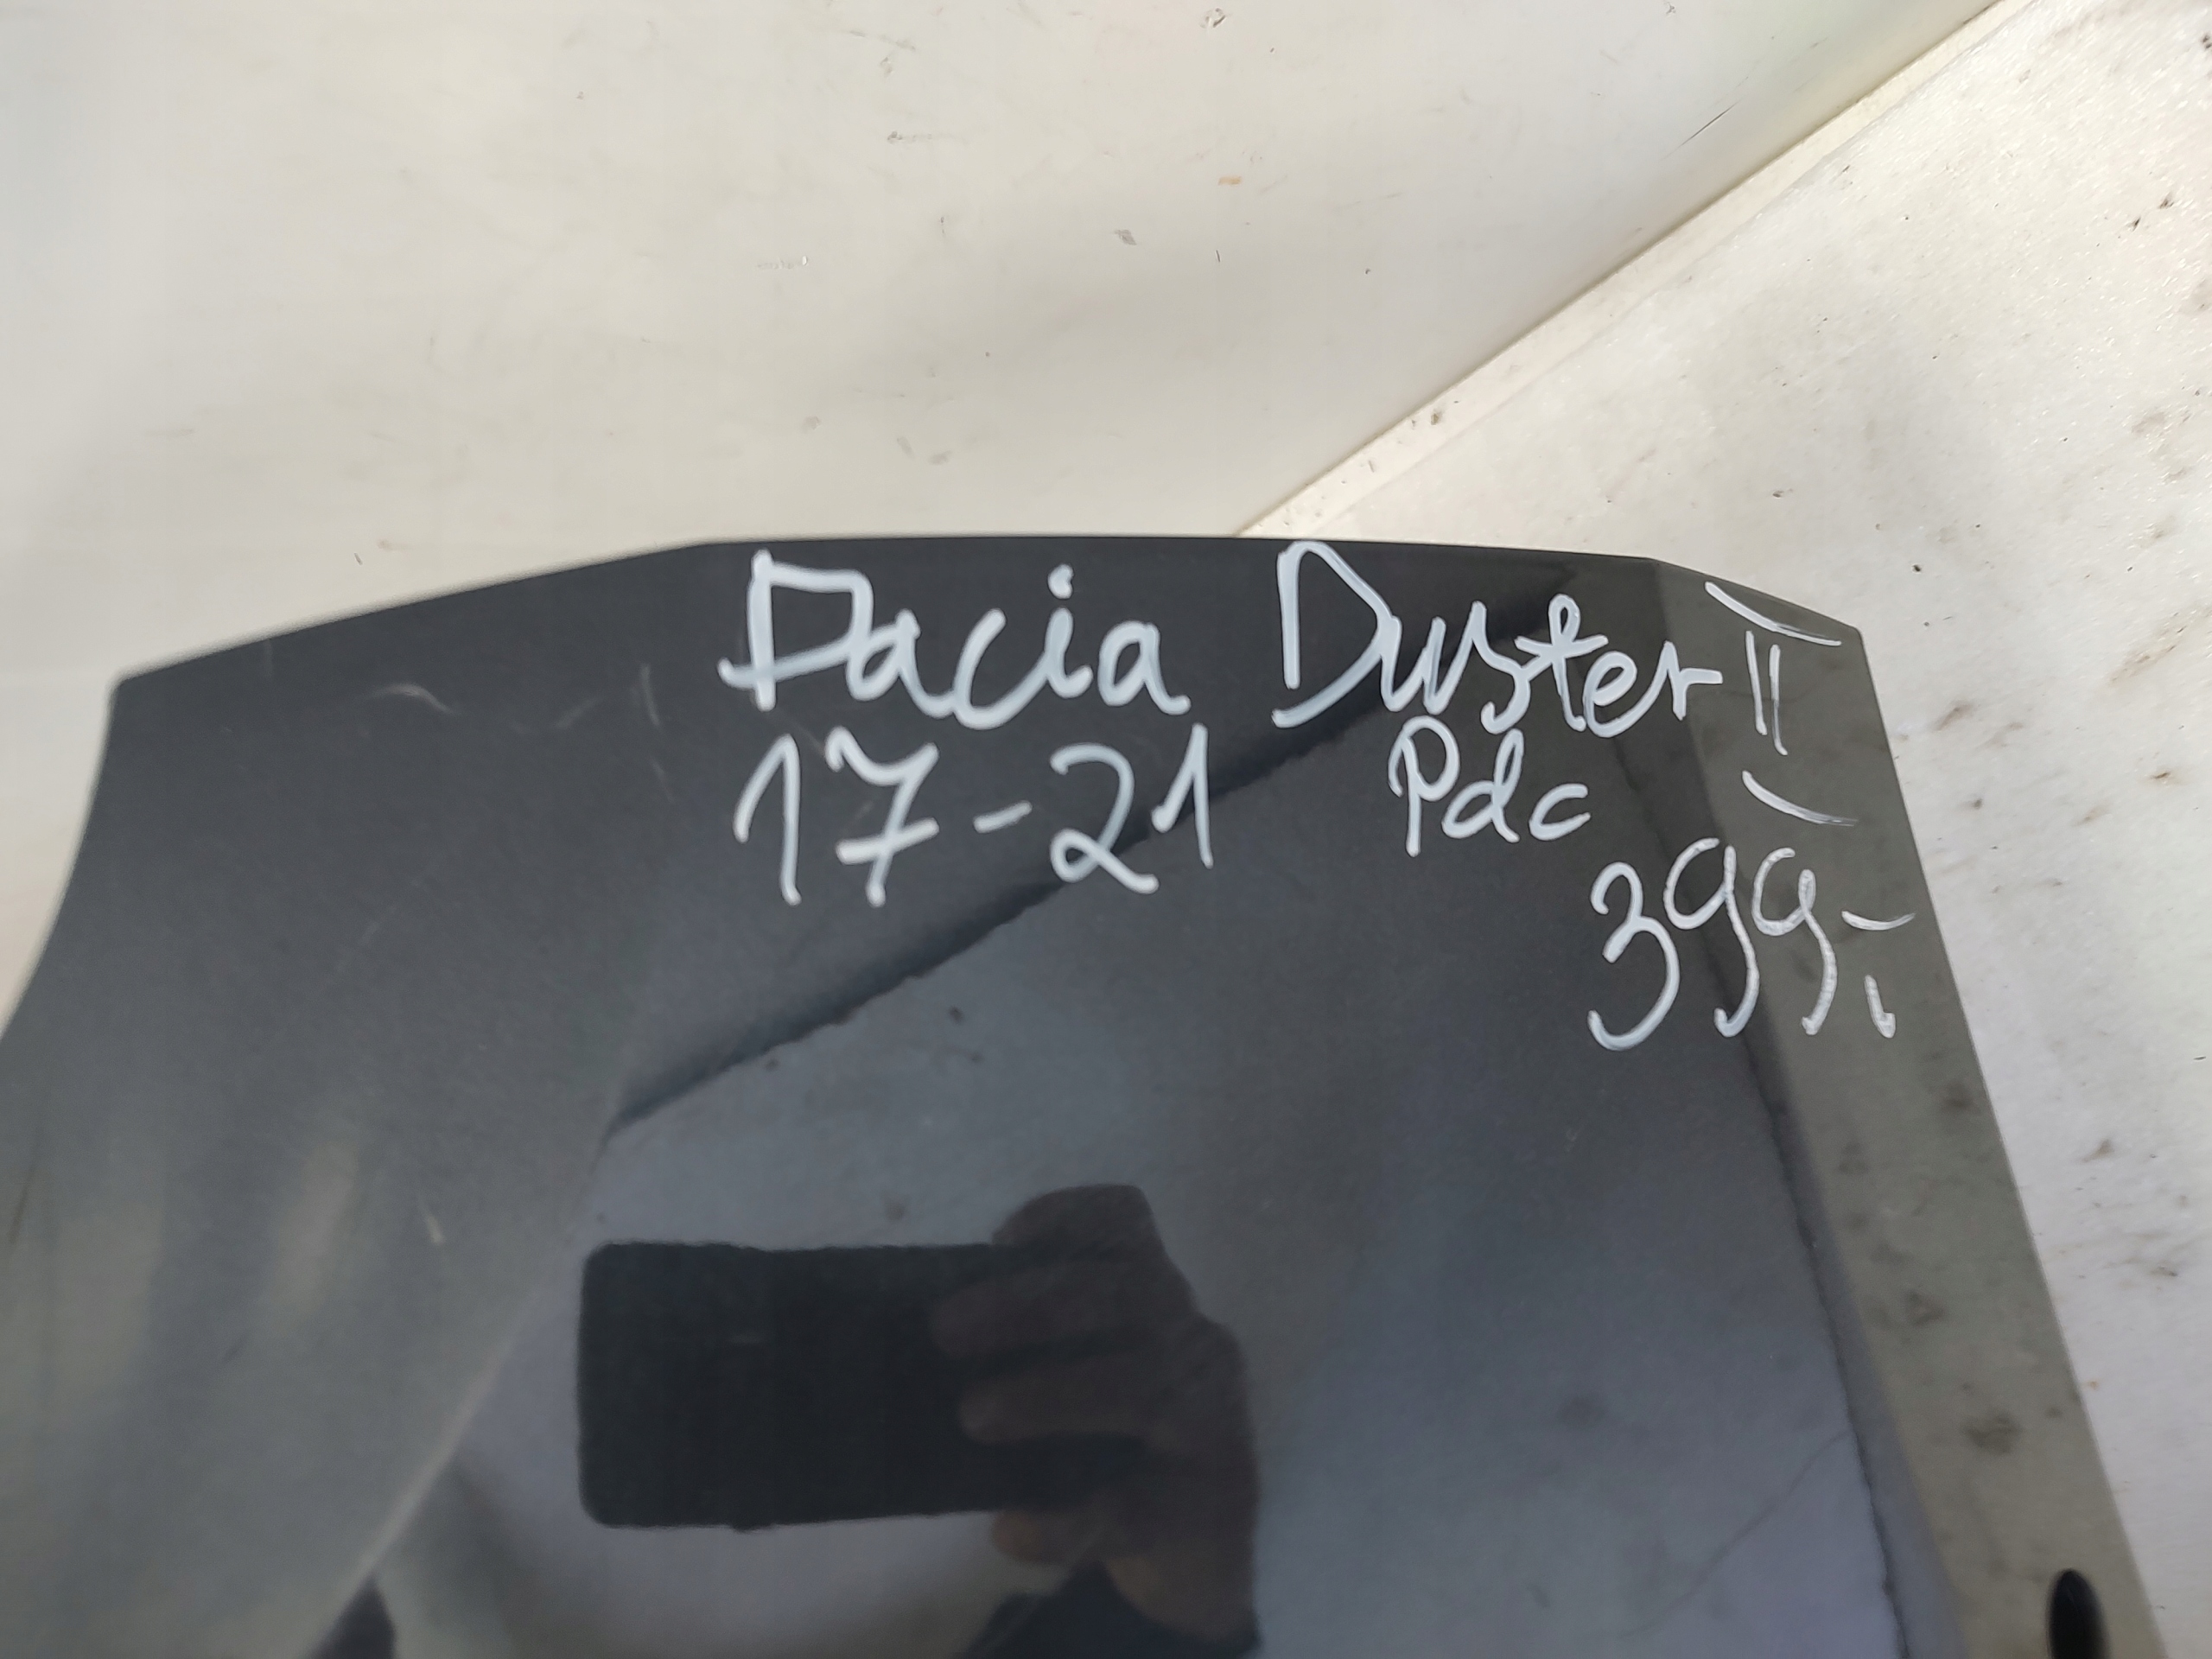 Dacia Duster II
17-21 Pdc
399,-